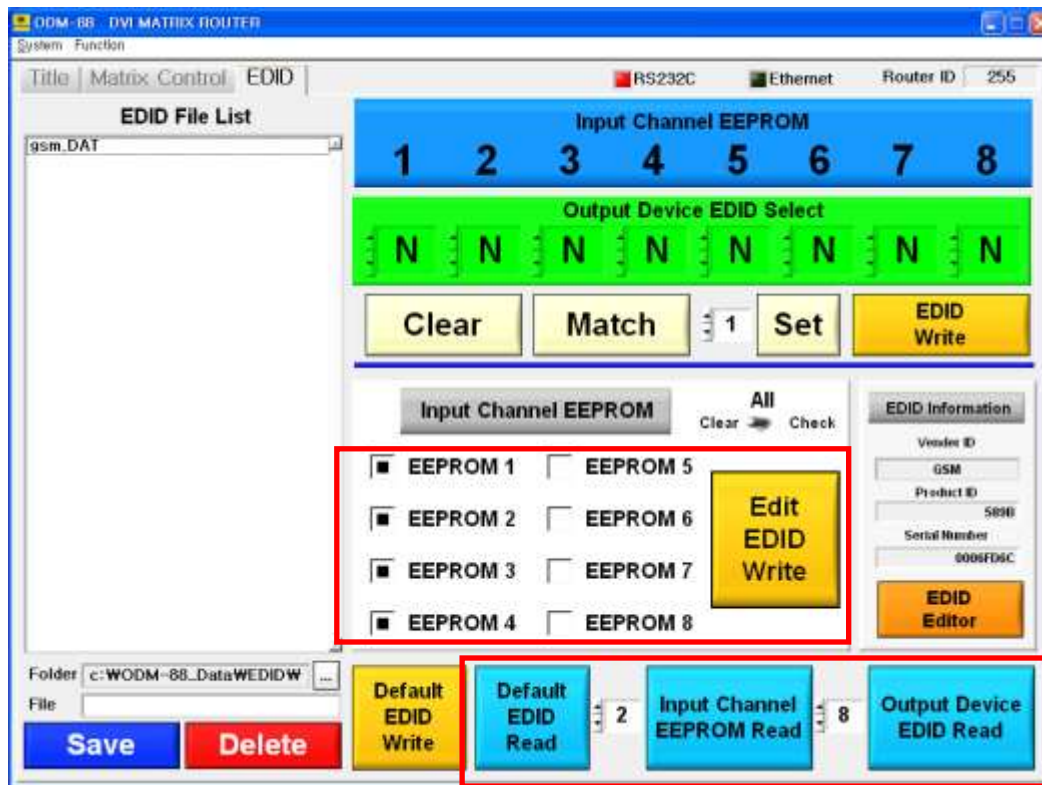 ODM-88 DVI MATRIX ROUTER
System Function
Title Matrix Control EDID
RS232C Ethernet Router ID 255
EDID File List
gsm.DAT
Input Channel EEPROM
1 2 3 4 5 6 7 8
Output Device EDID Select
N N N N N N N N
Clear Match 1 Set EDID Write
Input Channel EEPROM
All
Clear Check
EEPROM 1 EEPROM 5
EEPROM 2 EEPROM 6
EEPROM 3 EEPROM 7
EEPROM 4 EEPROM 8
Edit
EDID
Write
EDID Information
Vender ID
GSM
Product ID
589B
Serial Number
0006FD6C
EDID
Editor
Folder c:₩ODM-88_Data₩EDID₩ ...
File
Save Delete
Default
EDID
Write
Default
EDID
Read
2
Input Channel
EEPROM Read
8
Output Device
EDID Read